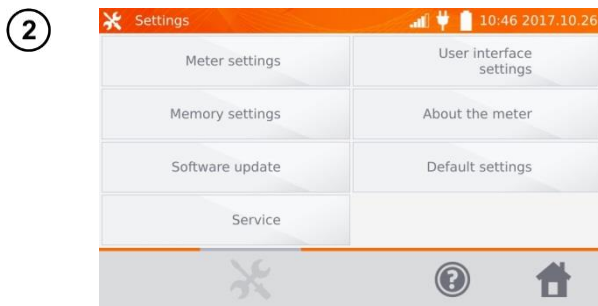 2
Settings
10:46 2017.10.26
Meter settings
User interface
settings
Memory settings
About the meter
Software update
Default settings
Service
?